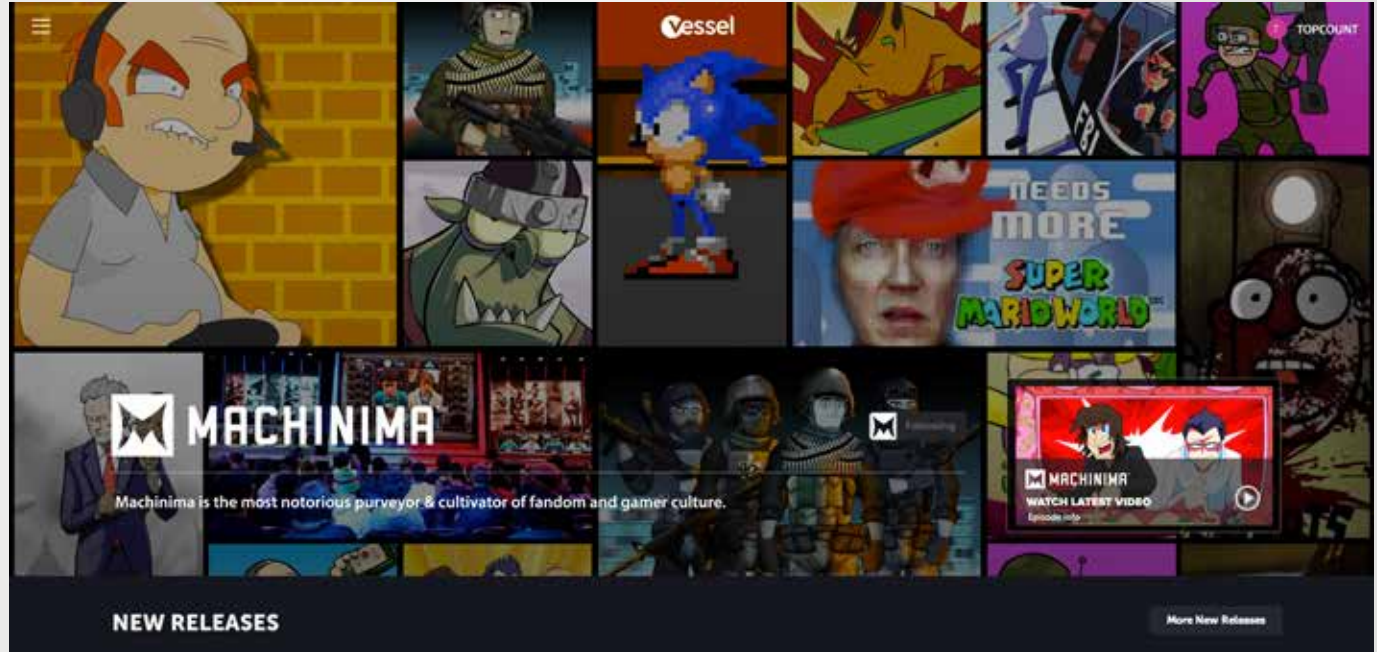 vessel
T TOPCOUNT
FBI
NEEDS
MORE
SUPER
MARIO WORLD
MACHINIMA
Following
Machinima is the most notorious purveyor & cultivator of fandom and gamer culture.
MACHINIMA
WATCH LATEST VIDEO
Episode info
NEW RELEASES
More New Releases